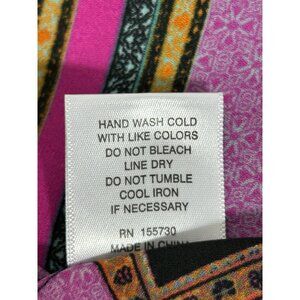 HAND WASH COLD
WITH LIKE COLORS
DO NOT BLEACH
LINE DRY
DO NOT TUMBLE
COOL IRON
IF NECESSARY
RN 155730
MADE IN CHINA